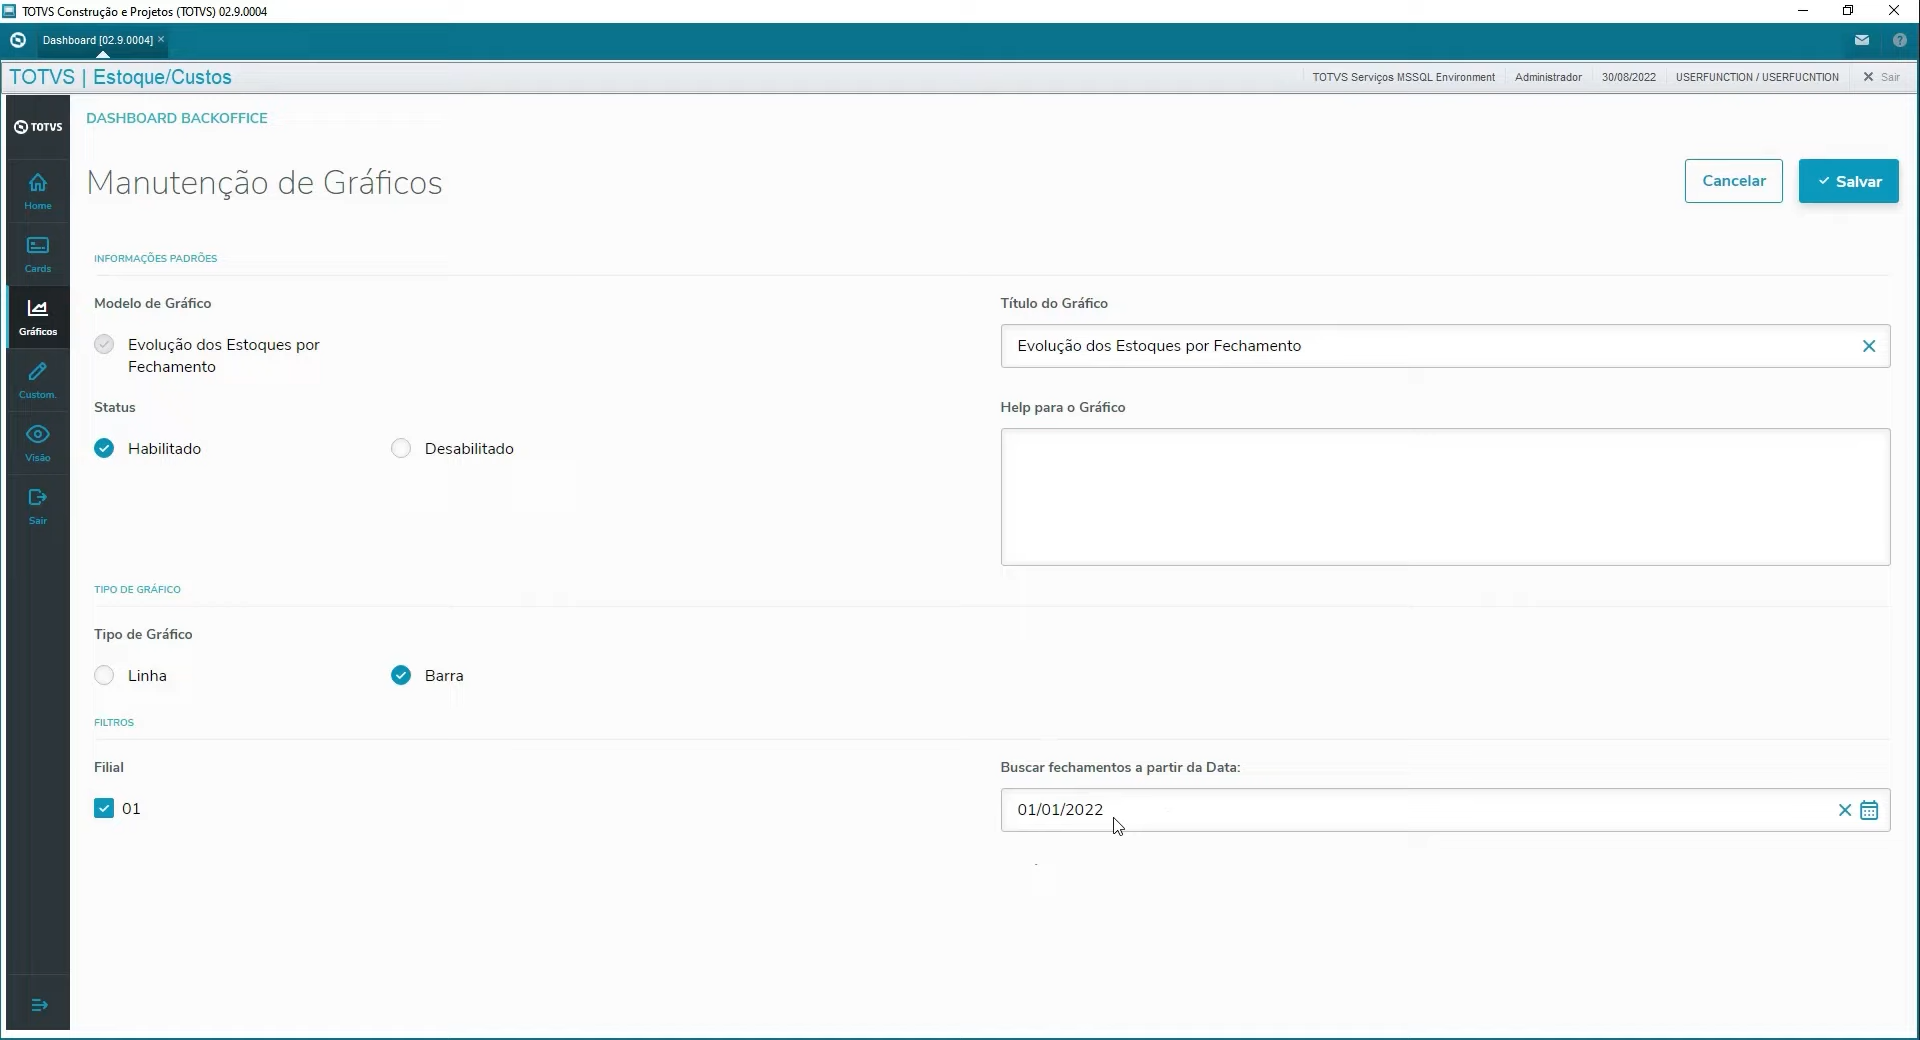 TOTVS Construção e Projetos (TOTVS) 02.9.0004
Dashboard [02.9.0004]
TOTVS | Estoque/Custos
TOTVS Serviços MSSQL Environment
Administrador
30/08/2022
USERFUNCTION / USERFUCNTION
Sair
TOTVS
Home
Cards
Gráficos
Custom.
Visão
Sair
DASHBOARD BACKOFFICE
Manutenção de Gráficos
Cancelar
Salvar
INFORMAÇÕES PADRÕES
Modelo de Gráfico
Evolução dos Estoques por
Fechamento
Título do Gráfico
Evolução dos Estoques por Fechamento
Status
Habilitado
Desabilitado
Help para o Gráfico
TIPO DE GRÁFICO
Tipo de Gráfico
Linha
Barra
FILTROS
Filial
01
Buscar fechamentos a partir da Data:
01/01/2022